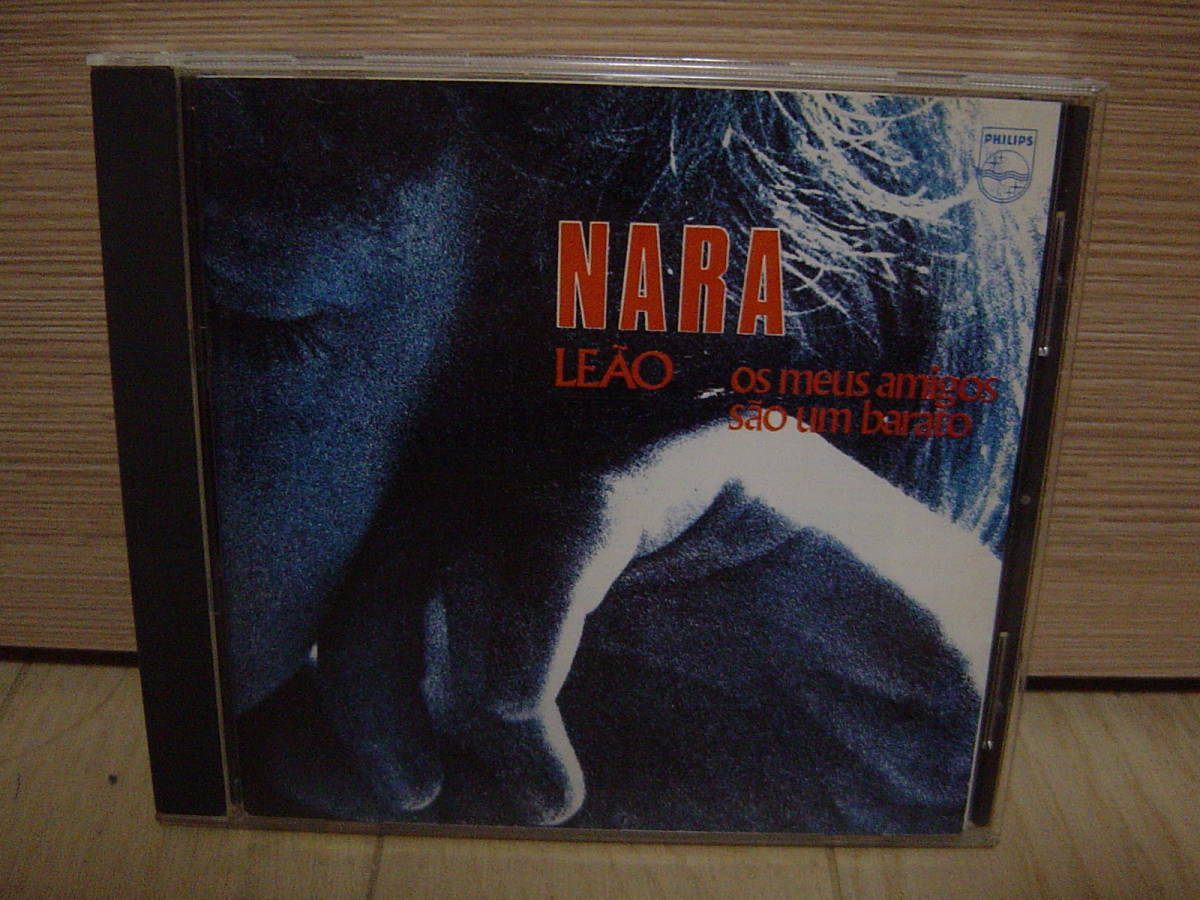 PHILIPS
NARA
LEÃO
os meus amigos
são um barato